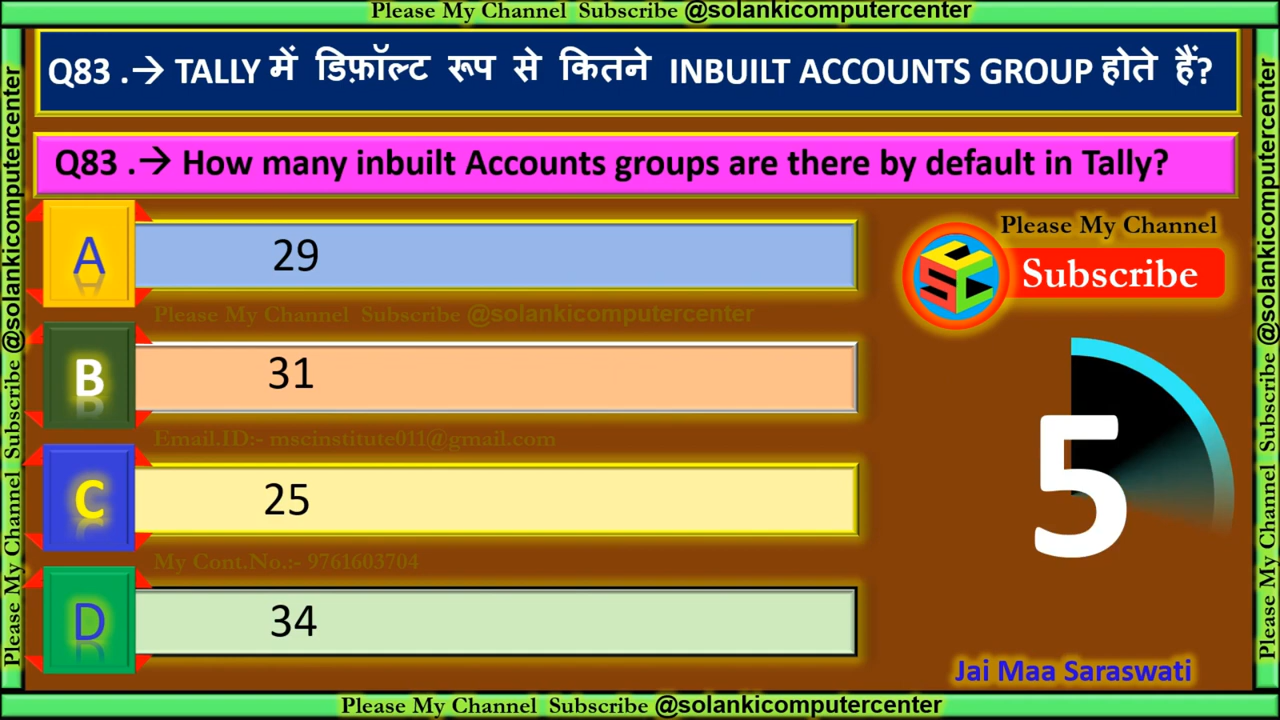 Please My Channel Subscribe @solankicomputercenter
Q83 .→ TALLY में डिफ़ॉल्ट रूप से कितने INBUILT ACCOUNTS GROUP होते हैं?
Q83 .→ How many inbuilt Accounts groups are there by default in Tally?
A 29
Please My Channel Subscribe @solankicomputercenter
B 31
Email.ID:- mscinstitute011@gmail.com
C 25
My Cont.No.:- 9761603704
D 34
Please My Channel
Subscribe
CSC
5
Jai Maa Saraswati
Please My Channel Subscribe @solankicomputercenter
Please My Channel Subscribe @solankicomputercenter
Please My Channel Subscribe @solankicomputercenter